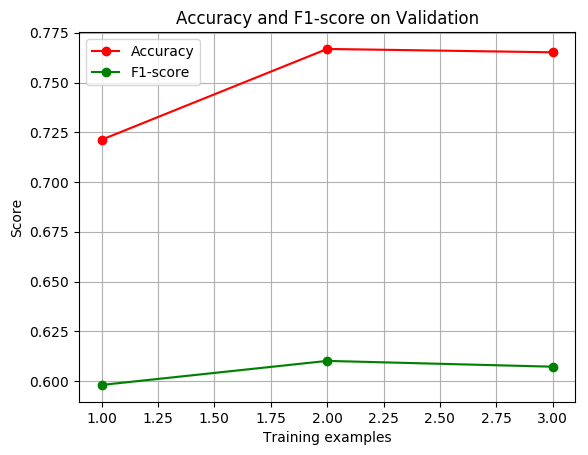 Accuracy and F1-score on Validation
Accuracy
F1-score
Score
0.775
0.750
0.725
0.700
0.675
0.650
0.625
0.600
1.00 1.25 1.50 1.75 2.00 2.25 2.50 2.75 3.00
Training examples